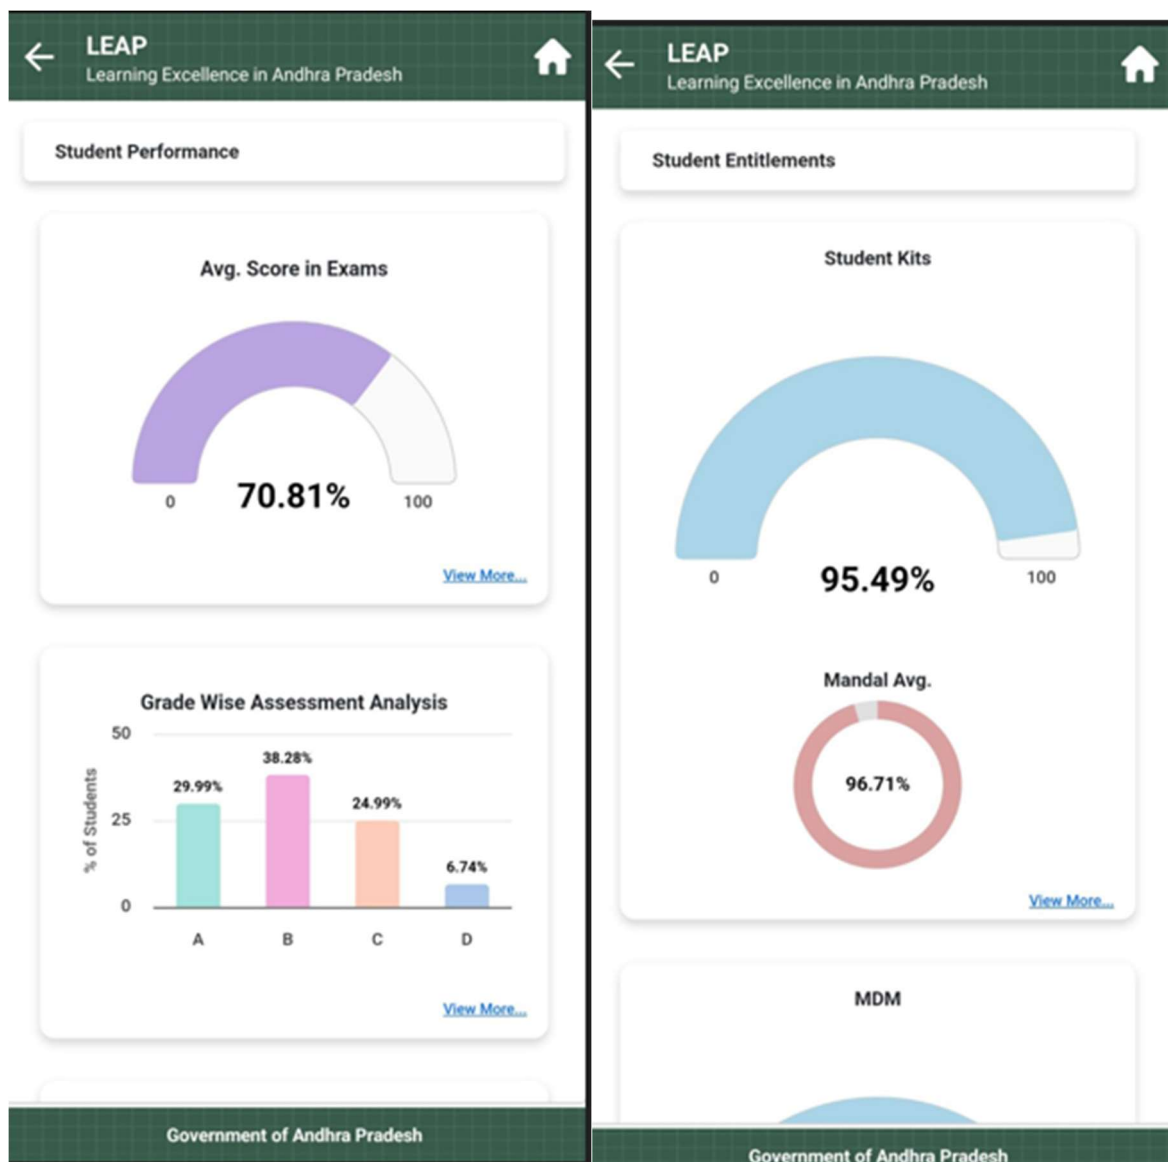 LEAP
Learning Excellence in Andhra Pradesh
Student Performance
Avg. Score in Exams
70.81%
0
100
View More...
Grade Wise Assessment Analysis
% of Students
50
25
0
29.99%
38.28%
24.99%
6.74%
A
B
C
D
View More...
Government of Andhra Pradesh
LEAP
Learning Excellence in Andhra Pradesh
Student Entitlements
Student Kits
95.49%
0
100
Mandal Avg.
96.71%
View More...
MDM
Government of Andhra Pradesh